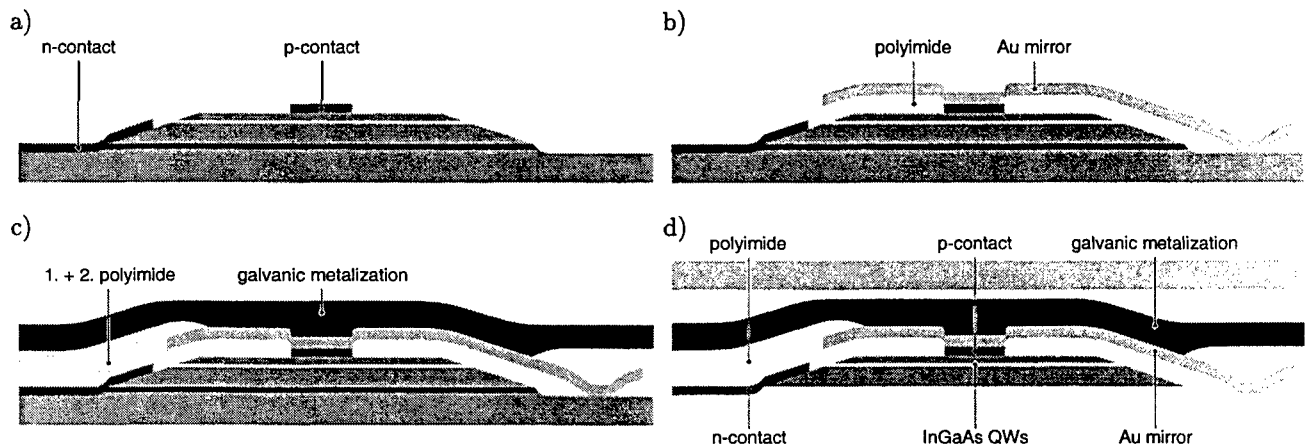 a)
n-contact
p-contact
b)
polyimide
Au mirror
c)
1. + 2. polyimide
galvanic metalization
d)
polyimide
p-contact
galvanic metalization
n-contact
InGaAs QWs
Au mirror